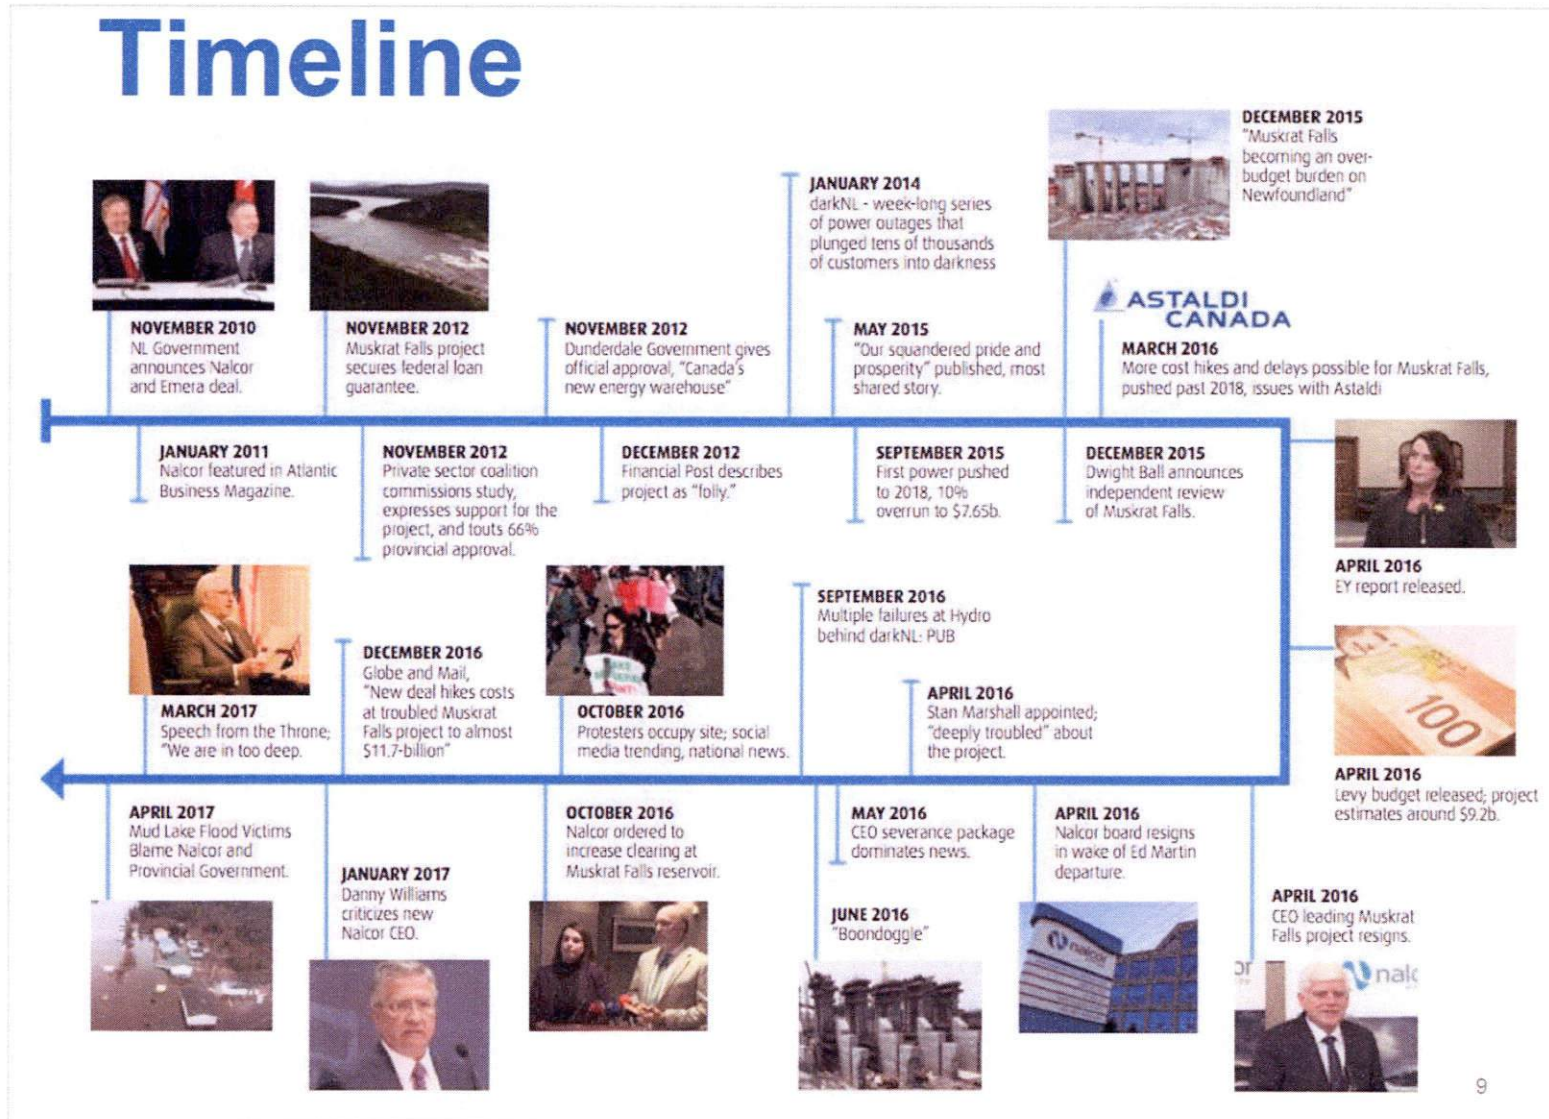 Timeline
NOVEMBER 2010
NL Government
announces Nalcor
and Emera deal.
NOVEMBER 2012
Muskrat Falls project
secures federal loan
guarantee.
NOVEMBER 2012
Dunderdale Government gives
official approval, "Canada's
new energy warehouse"
JANUARY 2014
darkNL - week-long series
of power outages that
plunged tens of thousands
of customers into darkness
MAY 2015
"Our squandered pride and
prosperity" published, most
shared story.
DECEMBER 2015
"Muskrat Falls
becoming an over-
budget burden on
Newfoundland"
ASTALDI
CANADA
MARCH 2016
More cost hikes and delays possible for Muskrat Falls,
pushed past 2018, issues with Astaldi
JANUARY 2011
Nalcor featured in Atlantic
Business Magazine.
NOVEMBER 2012
Private sector coalition
commissions study,
expresses support for the
project, and touts 66%
provincial approval.
DECEMBER 2012
Financial Post describes
project as "folly."
SEPTEMBER 2015
First power pushed
to 2018, 10%
overrun to $7.65b.
DECEMBER 2015
Dwight Ball announces
independent review
of Muskrat Falls.
APRIL 2016
EY report released.
100
APRIL 2016
Levy budget released; project
estimates around $9.2b.
APRIL 2016
CEO leading Muskrat
Falls project resigns.
nalc
APRIL 2016
Nalcor board resigns
in wake of Ed Martin
departure.
nalcor
APRIL 2016
Stan Marshall appointed;
"deeply troubled" about
the project.
MAY 2016
CEO severance package
dominates news.
JUNE 2016
"Boondoggle"
SEPTEMBER 2016
Multiple failures at Hydro
behind darkNL: PUB
OCTOBER 2016
Protesters occupy site; social
media trending, national news.
OCTOBER 2016
Nalcor ordered to
increase clearing at
Muskrat Falls reservoir.
DECEMBER 2016
Globe and Mail,
"New deal hikes costs
at troubled Muskrat
Falls project to almost
$11.7-billion"
JANUARY 2017
Danny Williams
criticizes new
Nalcor CEO.
MARCH 2017
Speech from the Throne;
"We are in too deep.
APRIL 2017
Mud Lake Flood Victims
Blame Nalcor and
Provincial Government.
9